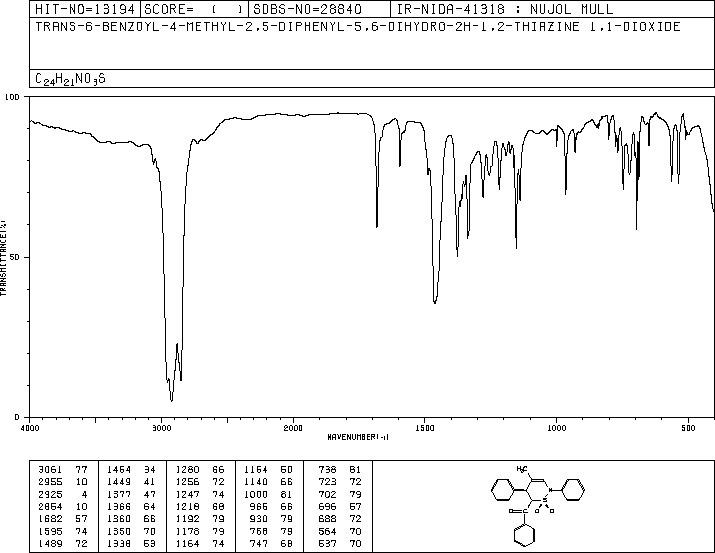 HIT-NO=13194 SCORE= ( ) SDBS-NO=28840 IR-NIDA-41318 : NUJOL MULL
TRANS-6-BENZOYL-4-METHYL-2,5-DIPHENYL-5,6-DIHYDRO-2H-1,2-THIAZINE 1,1-DIOXIDE
C24H21NO3S
100
50
0
TRANSMITTANCE(%)
4000 3000 2000 1500 1000 500
WAVENUMBER(-1)
3061 77 1464 34 1280 66 1154 50 738 81
2955 10 1449 41 1256 72 1140 66 723 72
2925 4 1377 47 1247 74 1000 81 702 79
2854 10 1366 64 1218 68 966 66 696 57
1682 57 1360 66 1192 79 930 79 688 72
1595 74 1350 70 1178 79 768 79 564 70
1489 72 1338 53 1164 74 747 68 537 70
H3C
N
S
O O
O C